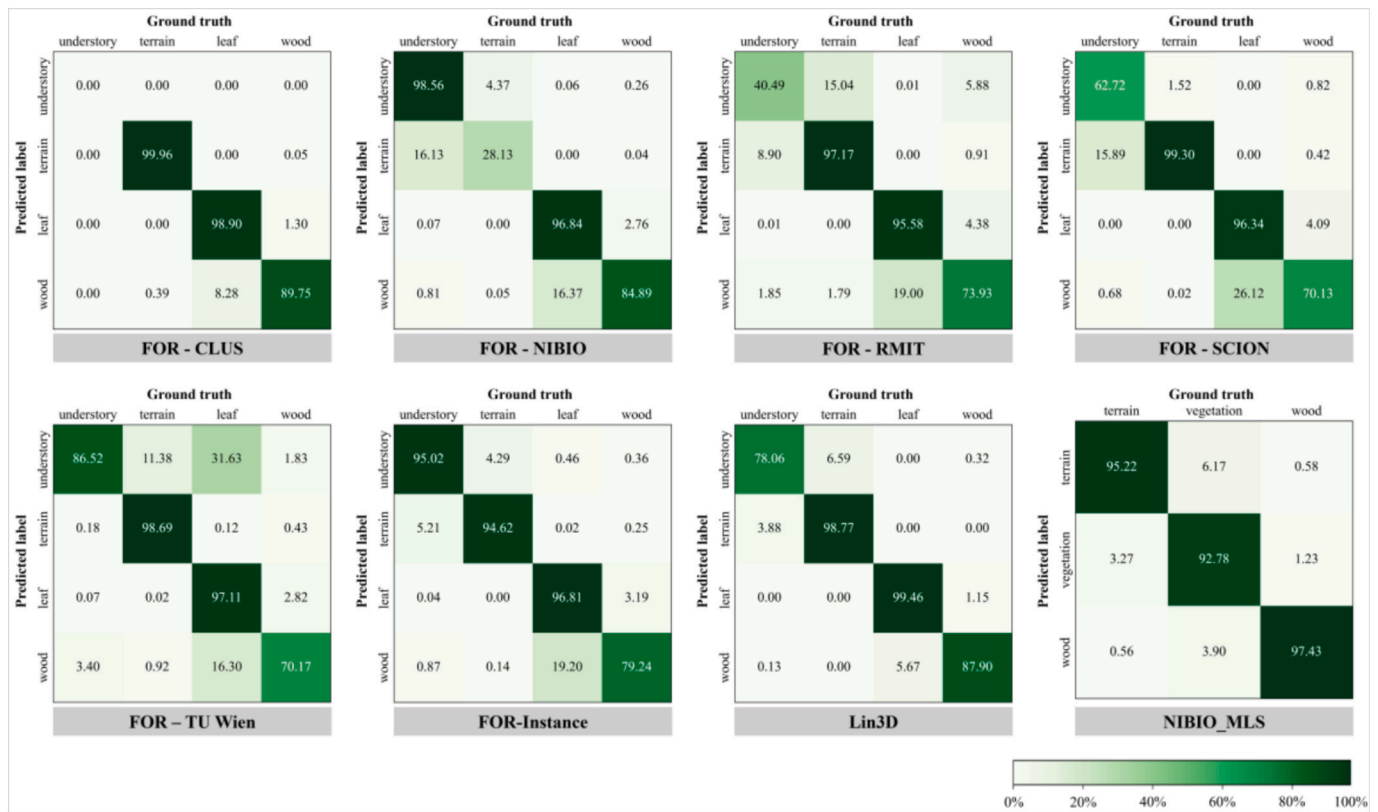 Ground truth Ground truth Ground truth Ground truth
understory terrain leaf wood understory terrain leaf wood understory terrain leaf wood understory terrain leaf wood
Predicted label Predicted label Predicted label Predicted label
understory 0.00 0.00 0.00 0.00 understory 98.56 4.37 0.06 0.26 understory 40.49 15.04 0.01 5.88 understory 62.72 1.52 0.00 0.82
terrain 0.00 99.96 0.00 0.05 terrain 16.13 28.13 0.00 0.04 terrain 8.90 97.17 0.00 0.91 terrain 15.89 99.30 0.00 0.42
leaf 0.00 0.00 98.90 1.30 leaf 0.07 0.00 96.84 2.76 leaf 0.01 0.00 95.58 4.38 leaf 0.00 0.00 96.34 4.09
wood 0.00 0.39 8.28 89.75 wood 0.81 0.05 16.37 84.89 wood 1.85 1.79 19.00 73.93 wood 0.68 0.02 26.12 70.13
FOR - CLUS FOR - NIBIO FOR - RMIT FOR - SCION
Ground truth Ground truth Ground truth Ground truth
understory terrain leaf wood understory terrain leaf wood understory terrain leaf wood terrain vegetation wood
Predicted label Predicted label Predicted label Predicted label
understory 86.52 11.38 31.63 1.83 understory 95.02 4.29 0.46 0.36 understory 78.06 6.59 0.00 0.32 terrain 95.22 6.17 0.58
terrain 0.18 98.69 0.12 0.43 terrain 5.21 94.62 0.02 0.25 terrain 3.88 98.77 0.00 0.00 vegetation 3.27 92.78 1.23
leaf 0.07 0.02 97.11 2.82 leaf 0.04 0.00 96.81 3.19 leaf 0.00 0.00 99.46 1.15
wood 3.40 0.92 16.30 70.17 wood 0.87 0.14 19.20 79.24 wood 0.13 0.00 5.67 87.90 wood 0.56 3.90 97.43
FOR – TU Wien FOR-Instance Lin3D NIBIO_MLS
0% 20% 40% 60% 80% 100%